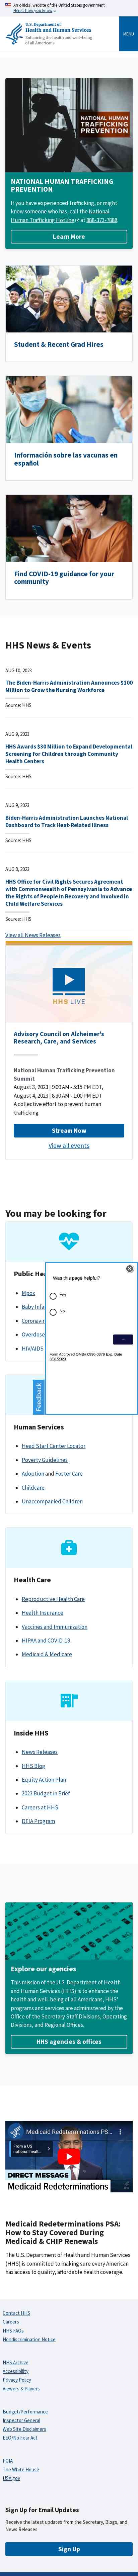 An official website of the United States government
Here's how you know
U.S. Department of
Health and Human Services
Enhancing the health and well-being
of all Americans
MENU
NATIONAL
HUMAN
TRAFFICKING
HOTLINE
NATIONAL HUMAN TRAFFICKING
PREVENTION
If you have experienced trafficking, or might
know someone who has, call the National
Human Trafficking Hotline at 888-373-7888.
Learn More
Student & Recent Grad Hires
Información sobre las vacunas en
español
Find COVID-19 guidance for your
community
HHS News & Events
AUG 10, 2023
The Biden-Harris Administration Announces $100
Million to Grow the Nursing Workforce
Source: HHS
AUG 9, 2023
HHS Awards $30 Million to Expand Developmental
Screening for Children through Community
Health Centers
Source: HHS
AUG 9, 2023
Biden-Harris Administration Launches National
Dashboard to Track Heat-Related Illness
Source: HHS
AUG 8, 2023
HHS Office for Civil Rights Secures Agreement
with Commonwealth of Pennsylvania to Advance
the Rights of People in Recovery and Involved in
Child Welfare Services
Source: HHS
View all News Releases
HHS LIVE
Advisory Council on Alzheimer's
Research, Care, and Services
National Human Trafficking Prevention
Summit
August 3, 2023 | 9:00 AM - 5:15 PM EDT,
August 4, 2023 | 8:30 AM - 1:00 PM EDT
A collective effort to prevent human
trafficking.
Stream Now
View all events
You may be looking for
Public Hea
Mpox
Baby Infan
Coronavir
Overdose
HIV/AIDS
Was this page helpful?
Yes
No
Form Approved OMB# 0990-0379 Exp. Date
8/31/2023
Feedback
Human Services
Head Start Center Locator
Poverty Guidelines
Adoption and Foster Care
Childcare
Unaccompanied Children
Health Care
Reproductive Health Care
Health Insurance
Vaccines and Immunization
HIPAA and COVID-19
Medicaid & Medicare
Inside HHS
News Releases
HHS Blog
Equity Action Plan
2023 Budget in Brief
Careers at HHS
DEIA Program
Explore our agencies
The mission of the U.S. Department of Health and
Human Services (HHS) is to enhance the
health and well-being of all Americans. HHS'
programs and services are administered by the
Office of the Secretary Staff Divisions, Operating
Divisions, and Regional Offices.
HHS agencies & offices
Medicaid Redeterminations PS...
DIRECT MESSAGE
Medicaid Redeterminations
Medicaid Redeterminations PSA:
How to Stay Covered During
Medicaid & CHIP Renewals
The U.S. Department of Health and Human Services
(HHS) is committed to making sure every American
has access to quality, affordable health coverage.
Contact HHS
Careers
HHS FAQs
Nondiscrimination Notice
HHS Archive
Accessibility
Privacy Policy
Viewers & Players
Budget/Performance
Inspector General
Web Site Disclaimers
EEO/No Fear Act
FOIA
The White House
USA.gov
Sign Up for Email Updates
Receive the latest updates from the Secretary, Blogs, and
News Releases.
Sign Up